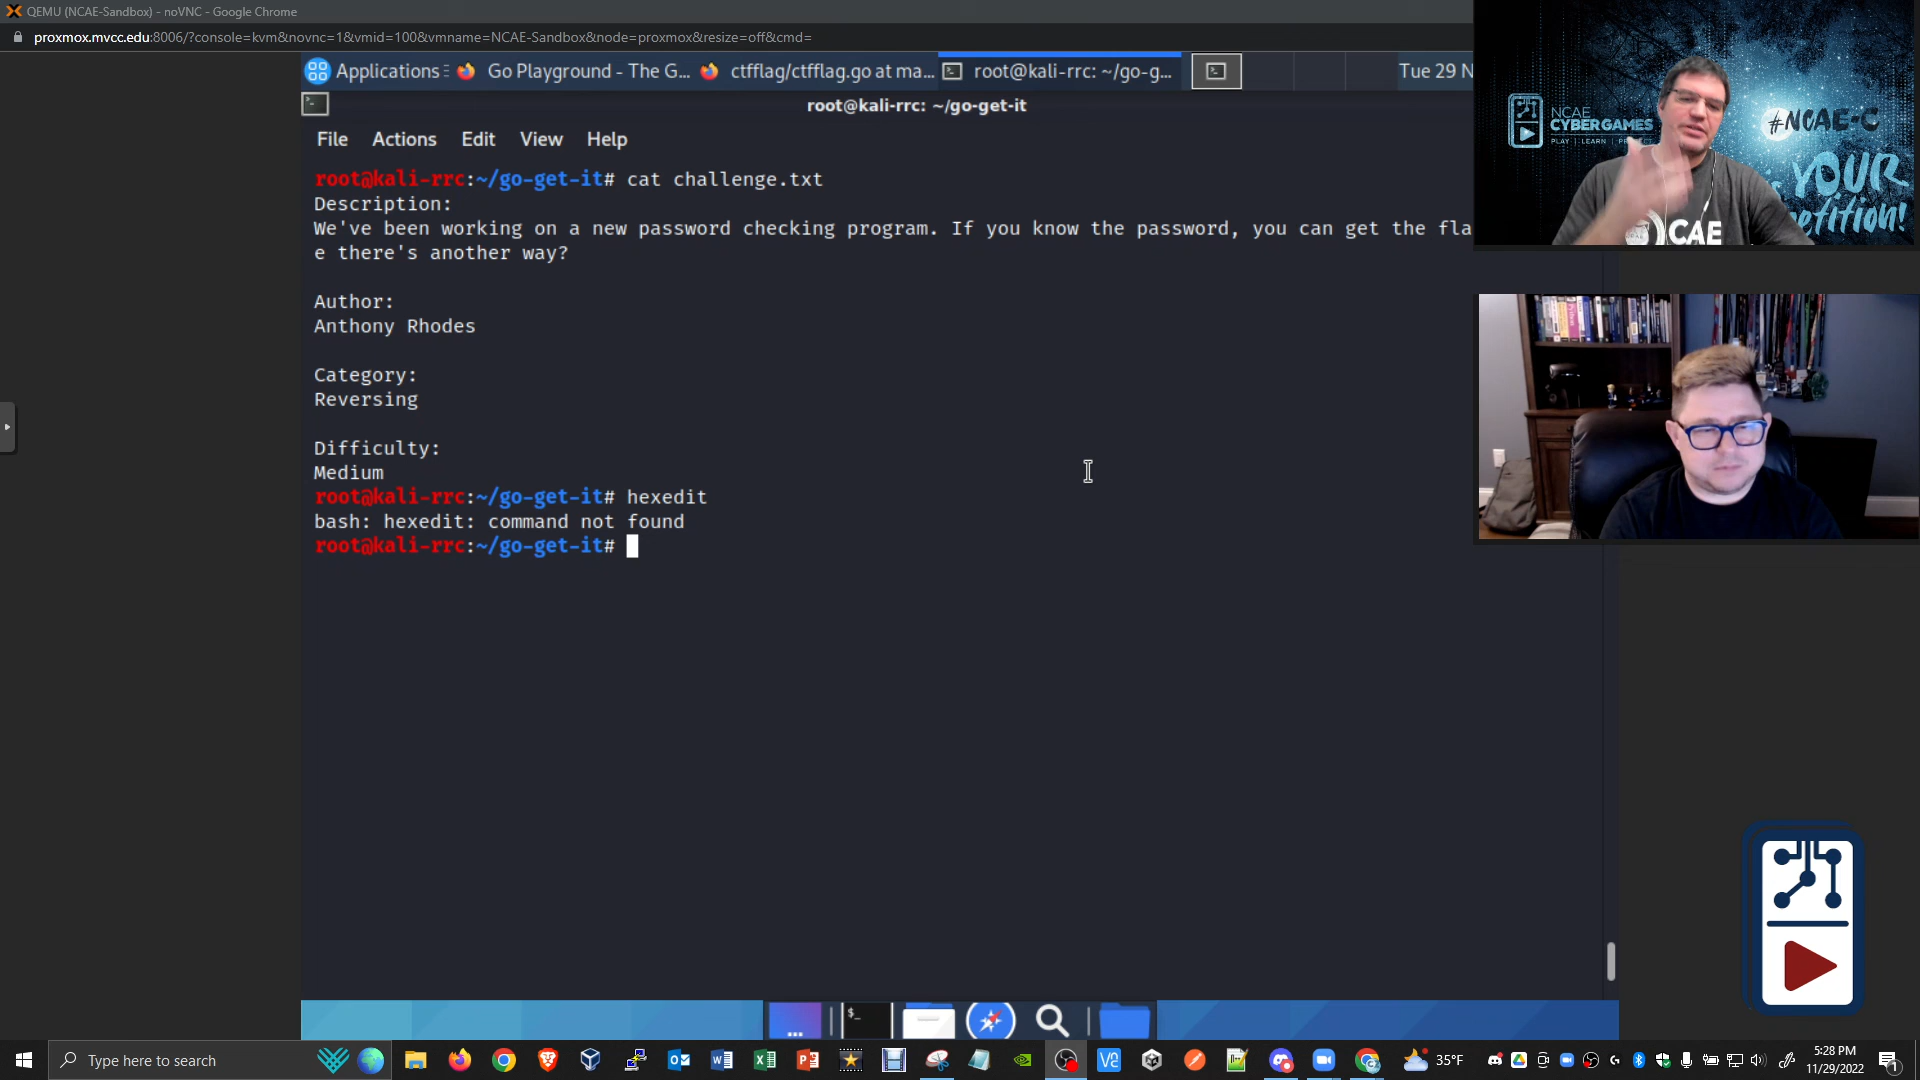 QEMU (NCAE-Sandbox) - noVNC - Google Chrome
proxmox.mvcc.edu:8006/?console=kvm&novnc=1&vmid=100&vmname=NCAE-Sandbox&node=proxmox&resize=off&cmd=
Applications
Go Playground - The G...
ctfflag/ctfflag.go at ma...
root@kali-rrc: ~/go-g...
Tue 29 N
root@kali-rrc: ~/go-get-it
File Actions Edit View Help
root@kali-rrc:~/go-get-it# cat challenge.txt
Description:
We've been working on a new password checking program. If you know the password, you can get the fla
e there's another way?
Author:
Anthony Rhodes
Category:
Reversing
Difficulty:
Medium
root@kali-rrc:~/go-get-it# hexedit
bash: hexedit: command not found
root@kali-rrc:~/go-get-it#
NCAE
CYBERGAMES
PLAY | LEARN |
#NCAE-C
YOUR
CAE
Type here to search
35°F
5:28 PM
11/29/2022
1